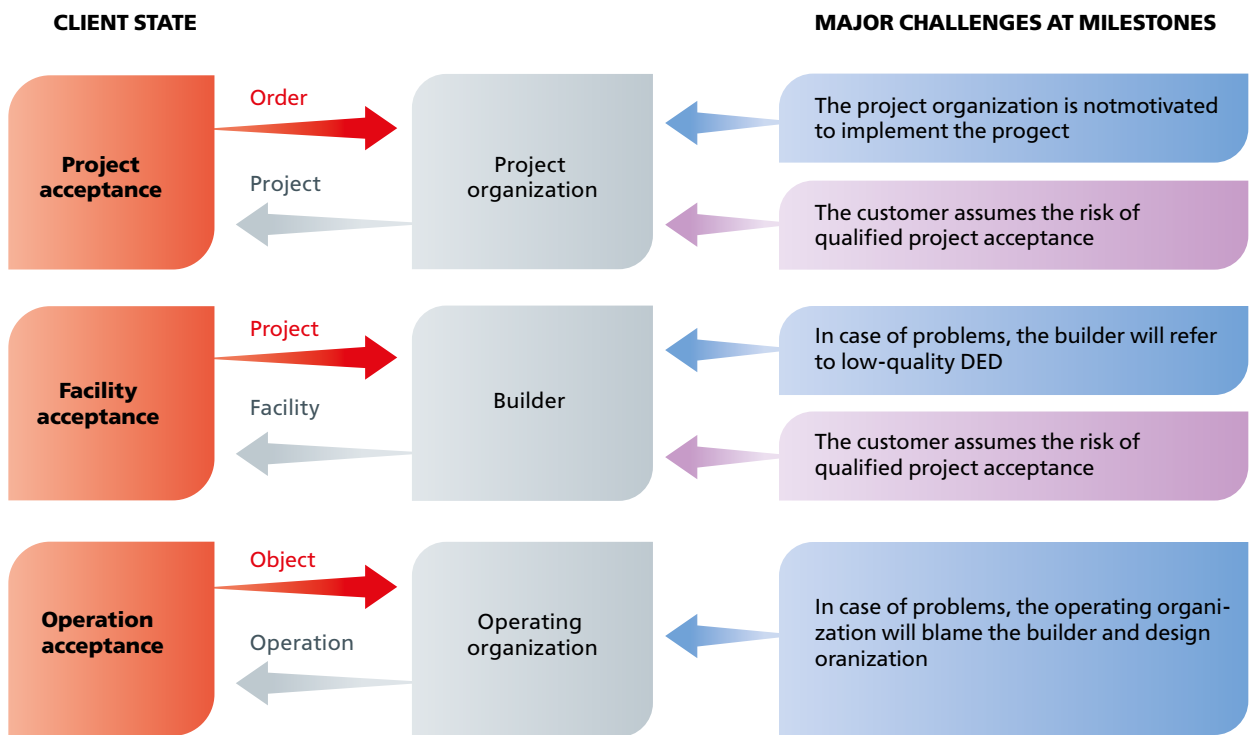 CLIENT STATE
MAJOR CHALLENGES AT MILESTONES
Project
acceptance
Order
Project
Project
organization
The project organization is notmotivated
to implement the progect
The customer assumes the risk of
qualified project acceptance
Facility
acceptance
Project
Facility
Builder
In case of problems, the builder will refer
to low-quality DED
The customer assumes the risk of
qualified project acceptance
Operation
acceptance
Object
Operation
Operating
organization
In case of problems, the operating organi-
zation will blame the builder and design
oranization